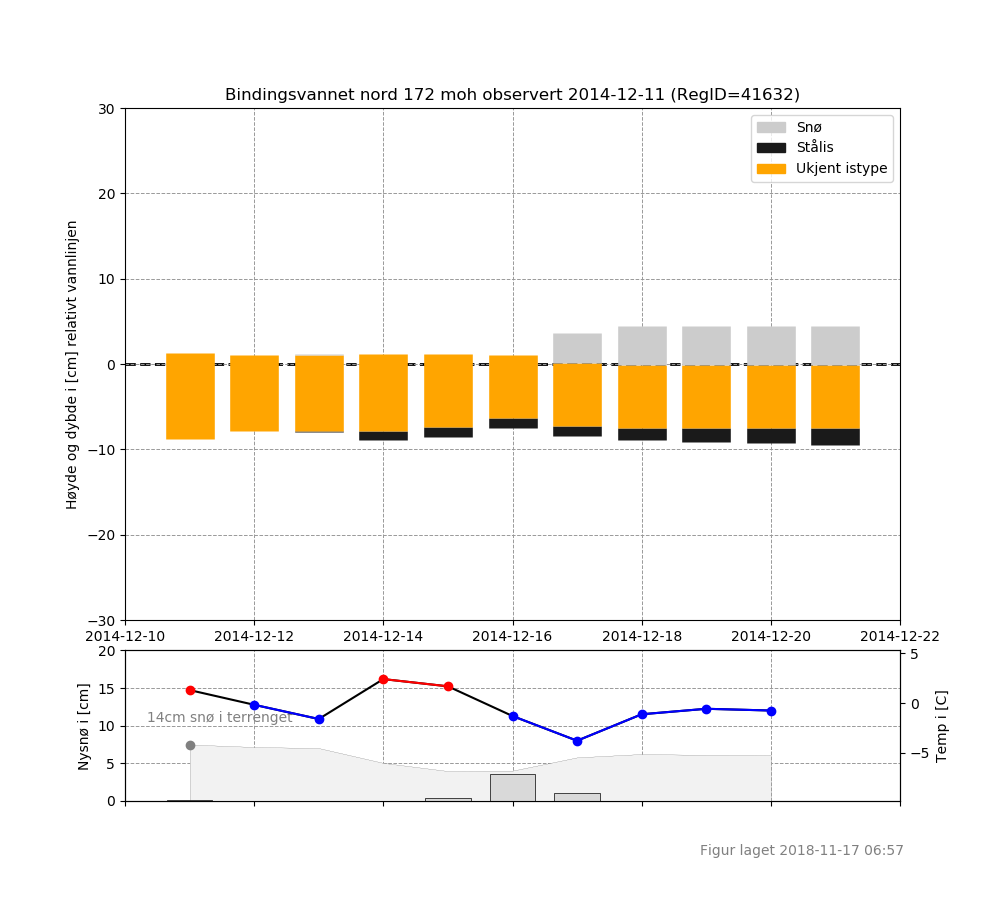 Bindingsvannet nord 172 moh observert 2014-12-11 (RegID=41632)
Høyde og dybde i [cm] relativt vannlinjen
30
20
10
0
−10
−20
−30
Snø
Stålis
Ukjent istype
2014-12-10 2014-12-12 2014-12-14 2014-12-16 2014-12-18 2014-12-20 2014-12-22
Nysnø i [cm]
20
15
10
5
0
14cm snø i terrenget
5
0
−5
Temp i [C]
Figur laget 2018-11-17 06:57